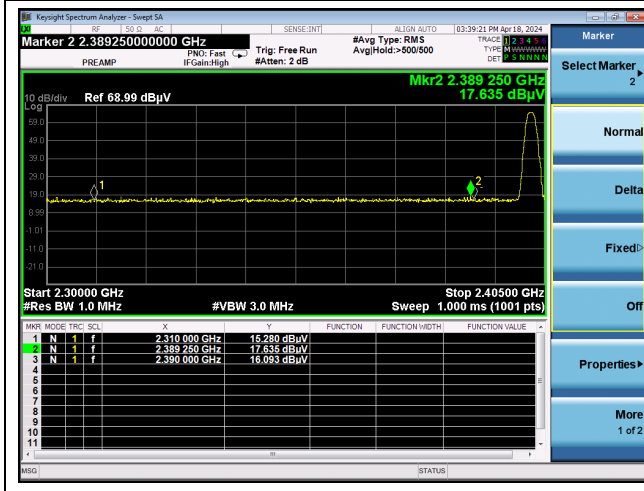 Keysight Spectrum Analyzer - Swept SA
RF 50 Ω AC SENSE:INT ALIGN AUTO 03:39:21 PM Apr 18, 2024
Marker 2 2.389250000000 GHz
PREAMP
PNO: Fast
IFGain:High
Trig: Free Run
#Atten: 2 dB
#Avg Type: RMS
Avg|Hold:>500/500
TRACE 1 2 3 4 5 6
TYPE M W W W W W
DET P S N N N N
Mkr2 2.389 250 GHz
17.635 dBµV
10 dB/div Ref 68.99 dBµV
Log
59.0
49.0
39.0
29.0
19.0
8.99
-1.01
-11.0
-21.0
1
2
Start 2.30000 GHz Stop 2.40500 GHz
#Res BW 1.0 MHz #VBW 3.0 MHz Sweep 1.000 ms (1001 pts)
MKR MODE TRC SCL X Y FUNCTION FUNCTION WIDTH FUNCTION VALUE
1 N 1 f 2.310 000 GHz 15.280 dBµV
2 N 1 f 2.389 250 GHz 17.635 dBµV
3 N 1 f 2.390 000 GHz 16.093 dBµV
4
5
6
7
8
9
10
11
MSG STATUS
Marker
Select Marker
2
Normal
Delta
Fixed
Off
Properties
More
1 of 2